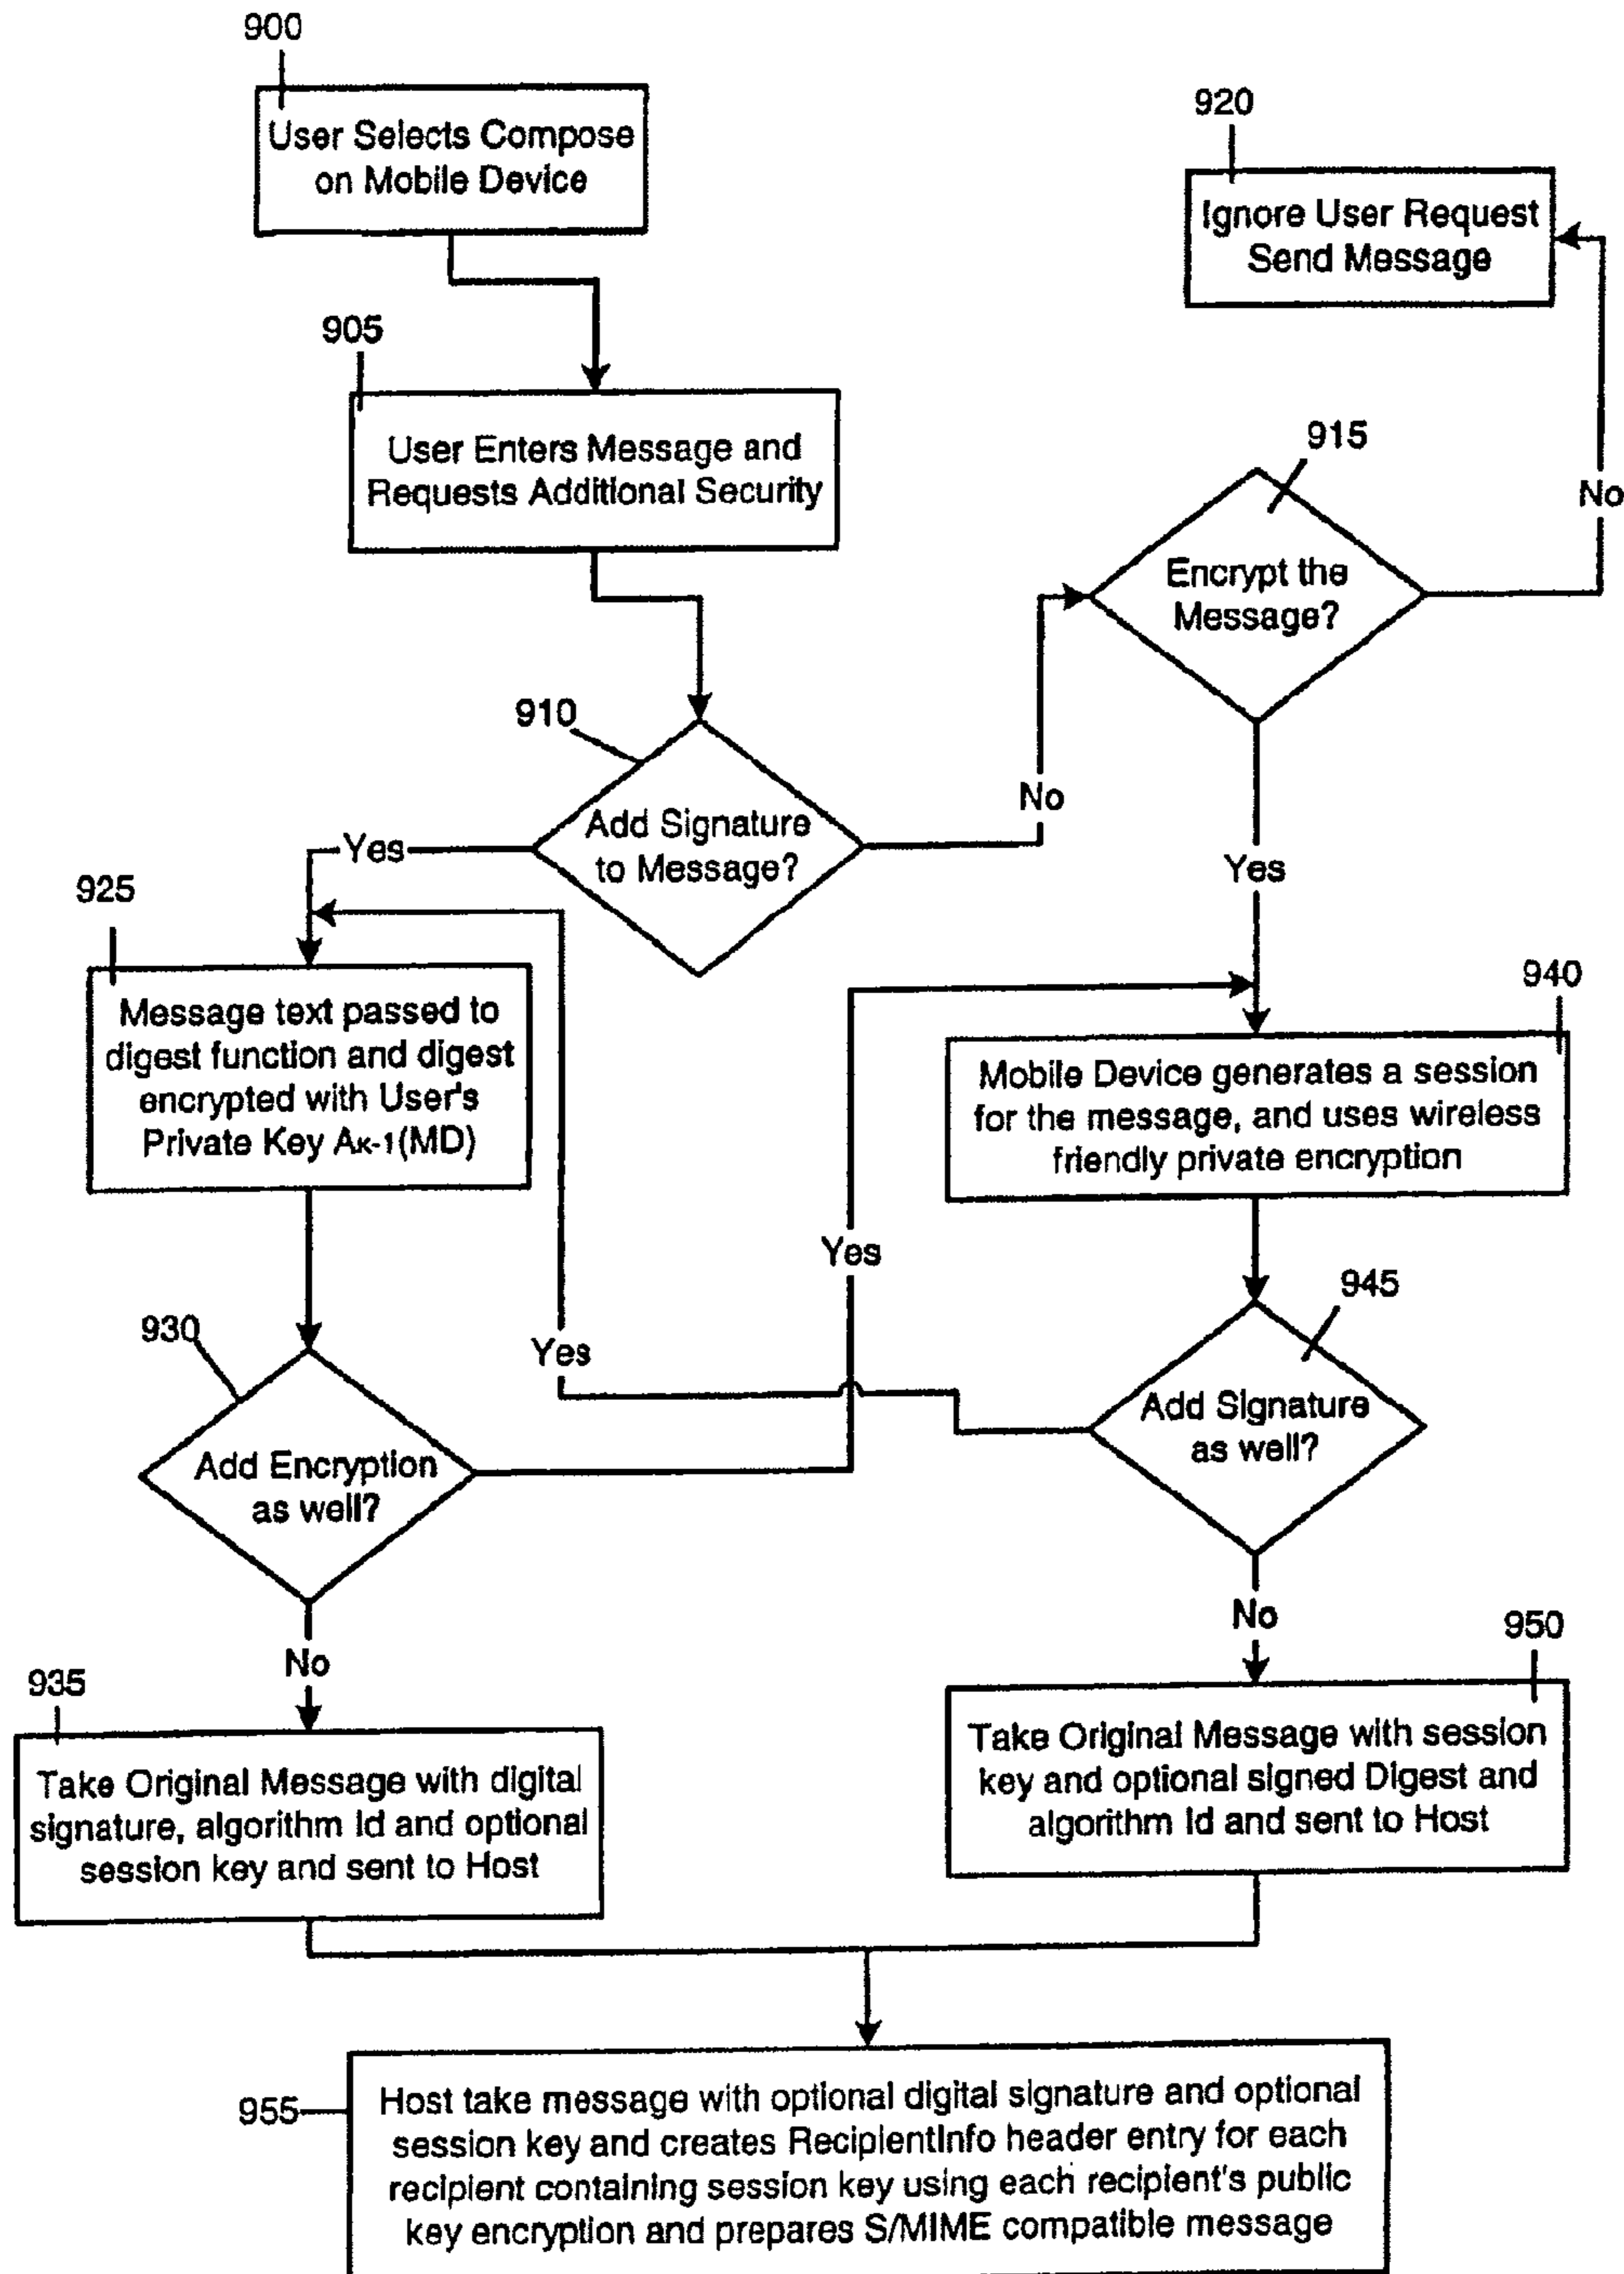 900
User Selects Compose
on Mobile Device
920
Ignore User Request
Send Message
905
User Enters Message and
Requests Additional Security
915
Encrypt the
Message?
No
910
Add Signature
to Message?
No
Yes
Yes
925
Message text passed to
digest function and digest
encrypted with User's
Private Key AK-1(MD)
940
Mobile Device generates a session
for the message, and uses wireless
friendly private encryption
Yes
Yes
930
Add Encryption
as well?
945
Add Signature
as well?
No
No
935
Take Original Message with digital
signature, algorithm Id and optional
session key and sent to Host
950
Take Original Message with session
key and optional signed Digest and
algorithm Id and sent to Host
955
Host take message with optional digital signature and optional
session key and creates RecipientInfo header entry for each
recipient containing session key using each recipient's public
key encryption and prepares S/MIME compatible message